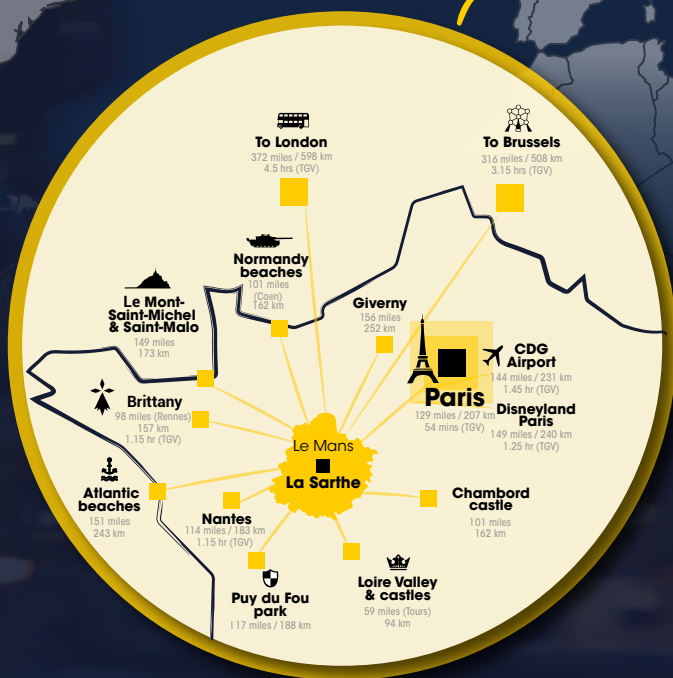 To London
372 miles / 598 km
4.5 hrs (TGV)
To Brussels
316 miles / 508 km
3.15 hrs (TGV)
Normandy
beaches
101 miles
(Caen)
162 km
Le Mont-
Saint-Michel
& Saint-Malo
149 miles
173 km
Giverny
156 miles
252 km
CDG
Airport
144 miles / 231 km
1.45 hr (TGV)
Paris
129 miles / 207 km
54 mins (TGV)
Disneyland
Paris
149 miles / 240 km
1.25 hr (TGV)
Brittany
98 miles (Rennes)
157 km
1.15 hr (TGV)
Le Mans
La Sarthe
Atlantic
beaches
151 miles
243 km
Nantes
114 miles / 183 km
1.15 hr (TGV)
Chambord
castle
101 miles
162 km
Puy du Fou
park
117 miles / 188 km
Loire Valley
& castles
59 miles (Tours)
94 km